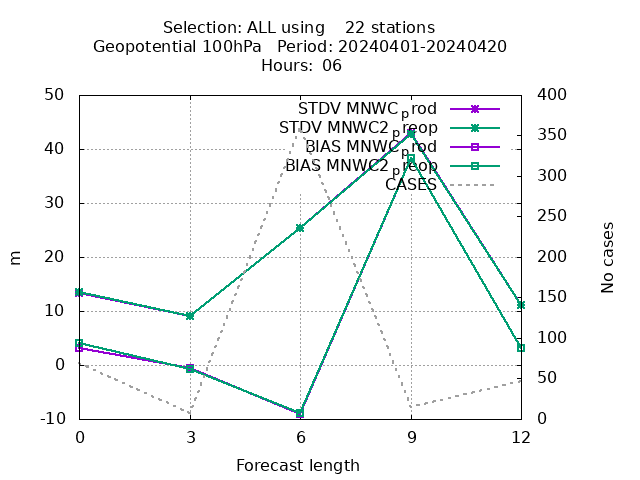 Selection: ALL using    22 stations
Geopotential 100hPa   Period: 20240401-20240420
Hours: 06
STDV MNWC_prod
STDV MNWC2_preop
BIAS MNWC_prod
BIAS MNWC2_preop
CASES
50
40
30
20
10
0
-10
m
400
350
300
250
200
150
100
50
0
No cases
0 3 6 9 12
Forecast length